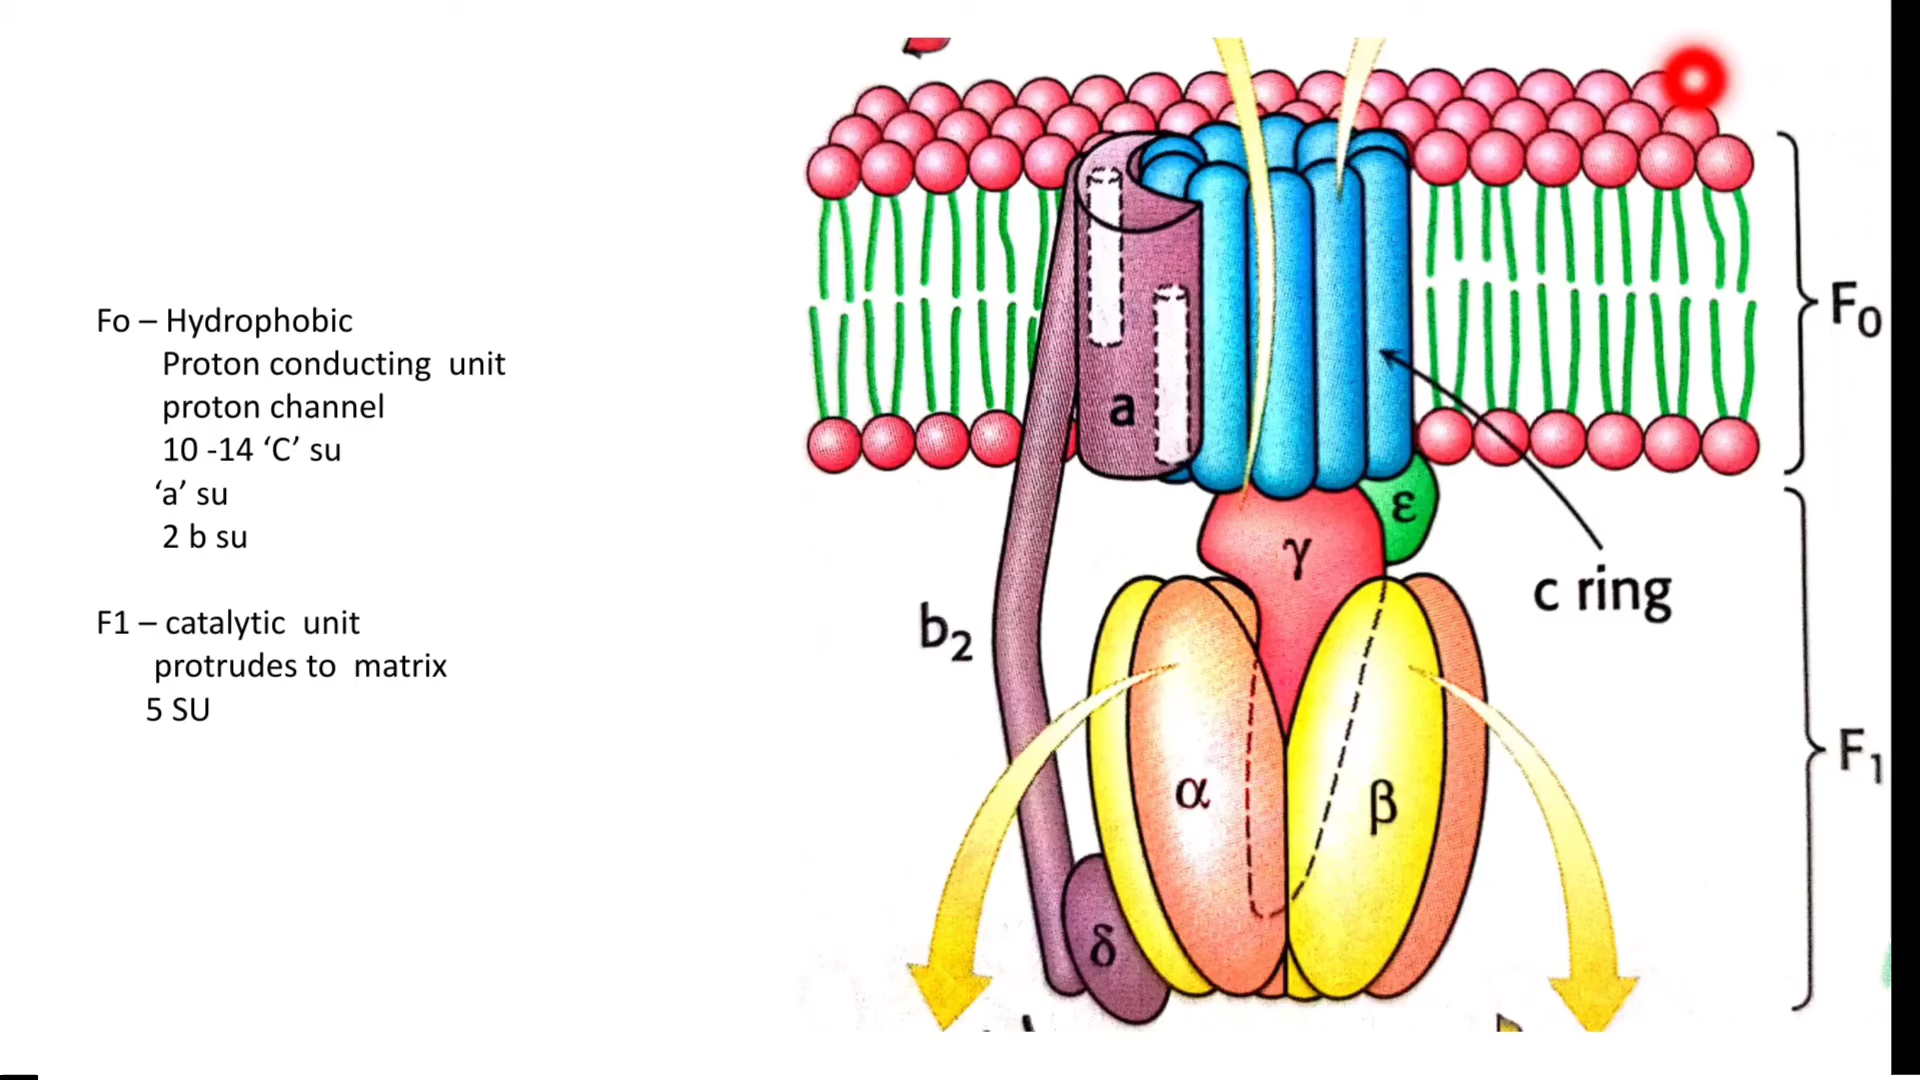 Fo – Hydrophobic
Proton conducting unit
proton channel
10 -14 ‘C’ su
‘a’ su
2 b su
F1 – catalytic unit
protrudes to matrix
5 SU
F₀
a
ε
γ
c ring
b₂
F₁
α
β
δ